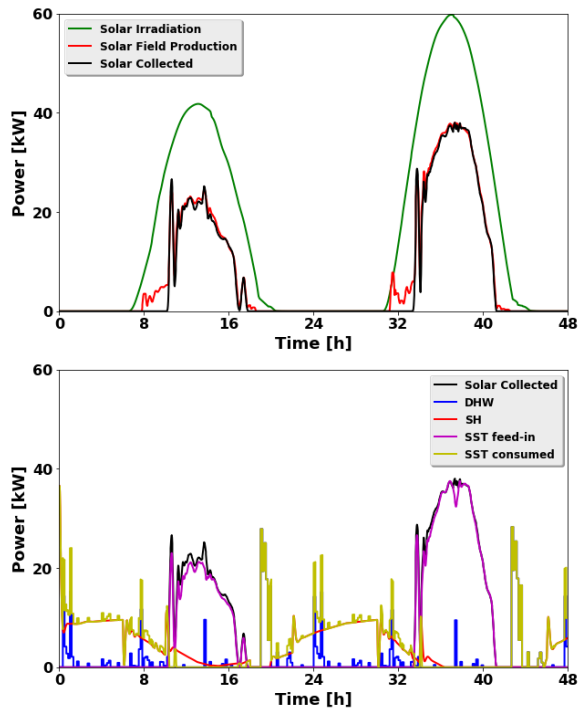 60
40
20
0
Power [kW]
Solar Irradiation
Solar Field Production
Solar Collected
0 8 16 24 32 40 48
Time [h]
60
40
20
0
Power [kW]
Solar Collected
DHW
SH
SST feed-in
SST consumed
0 8 16 24 32 40 48
Time [h]